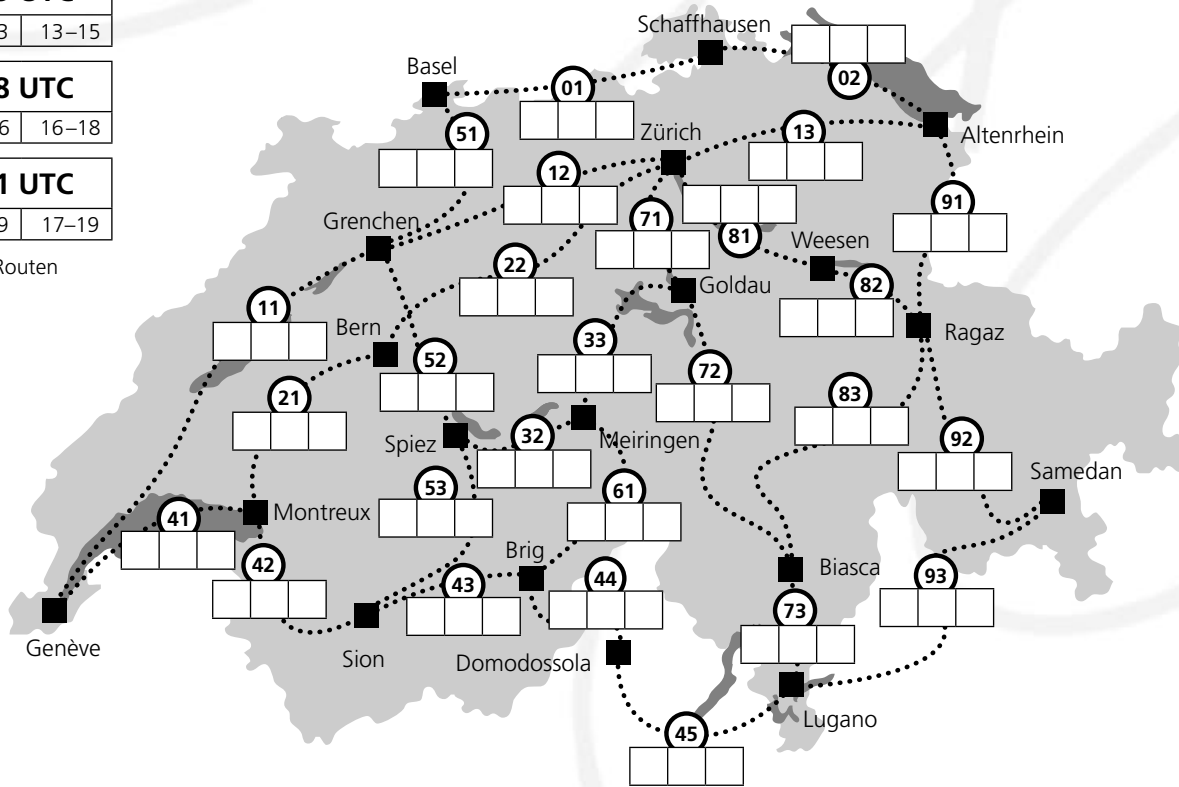 3 13–15
8 UTC
6 16–18
1 UTC
9 17–19
Routen
Schaffhausen
02
Basel
01
51
Zürich
13
Altenrhein
12
91
71
81
Grenchen
Weesen
22
82
Goldau
11
Bern
33
Ragaz
52
72
21
83
Spiez
32
Meiringen
92
Samedan
53
61
Montreux
41
42
Brig
43
44
Biasca
93
73
Genève
Sion
Domodossola
Lugano
45